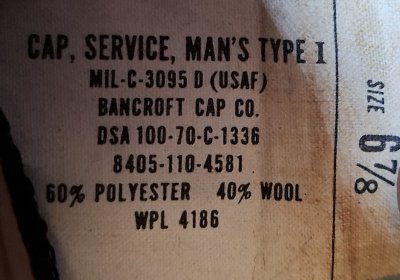 CAP, SERVICE, MAN'S TYPE I
MIL-C-3095 D (USAF)
BANCROFT CAP CO.
DSA 100-70-C-1336
8405-110-4581
60% POLYESTER 40% WOOL
WPL 4186
SIZE 6 7/8